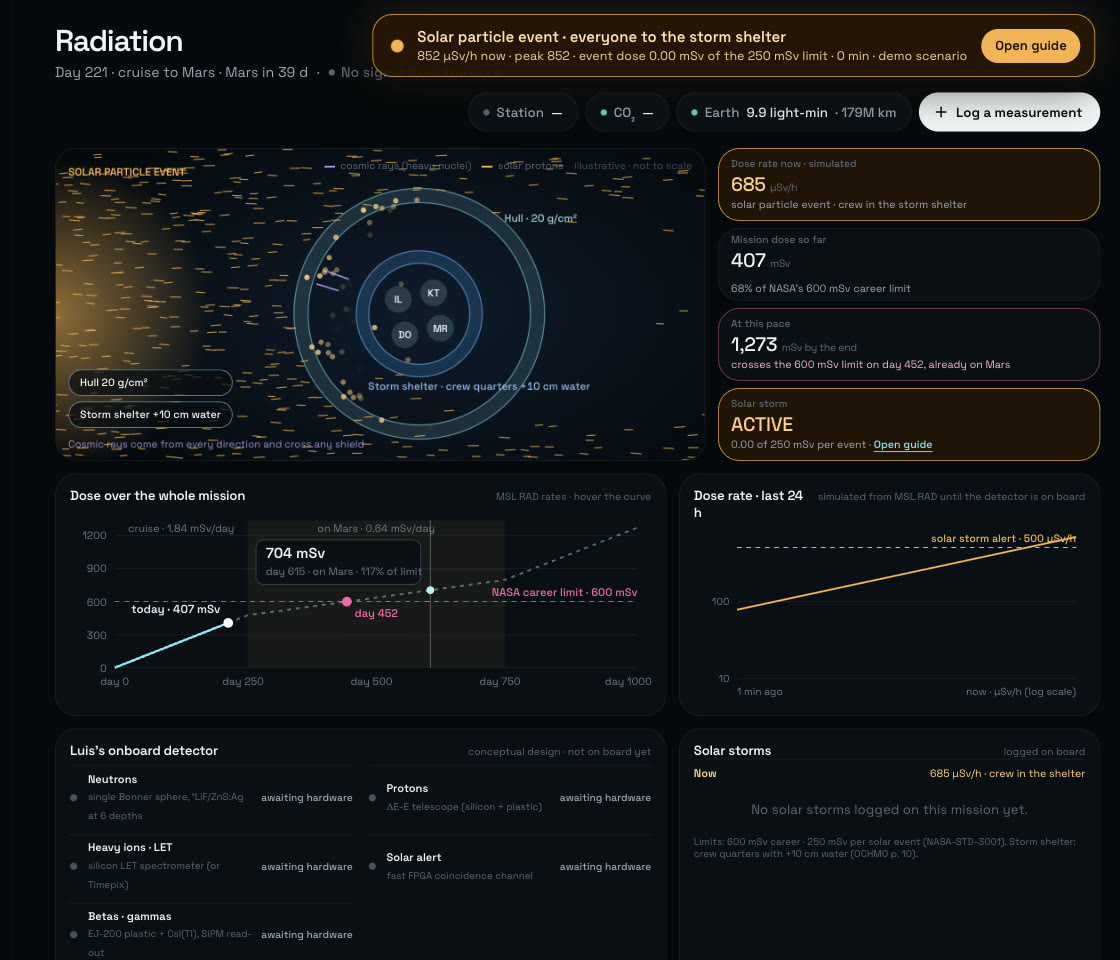 Radiation
Solar particle event · everyone to the storm shelter
852 µSv/h now · peak 852 · event dose 0.00 mSv of the 250 mSv limit · 0 min · demo scenario
Open guide
Day 221 · cruise to Mars · Mars in 39 d · No
Station —
CO₂ —
Earth 9.9 light-min · 179M km
+ Log a measurement
SOLAR PARTICLE EVENT
cosmic rays (heavy nuclei)
solar protons
illustrative · not to scale
Hull · 20 g/cm²
IL
KT
DO
MR
Storm shelter · crew quarters +10 cm water
Hull 20 g/cm²
Storm shelter +10 cm water
Cosmic rays come from every direction and cross any shield
Dose rate now · simulated
685 µSv/h
solar particle event · crew in the storm shelter
Mission dose so far
407 mSv
68% of NASA's 600 mSv career limit
At this pace
1,273 mSv by the end
crosses the 600 mSv limit on day 452, already on Mars
Solar storm
ACTIVE
0.00 of 250 mSv per event · Open guide
Dose over the whole mission
MSL RAD rates · hover the curve
cruise · 1.84 mSv/day
on Mars · 0.64 mSv/day
1200
900
600
300
0
704 mSv
day 615 · on Mars · 117% of limit
NASA career limit · 600 mSv
today · 407 mSv
day 452
day 0
day 250
day 500
day 750
day 1000
Dose rate · last 24
h
simulated from MSL RAD until the detector is on board
solar storm alert · 500 µSv/h
100
10
1 min ago
now · µSv/h (log scale)
Luis's onboard detector
conceptual design · not on board yet
Neutrons
single Bonner sphere, ⁶LiF/ZnS:Ag
at 6 depths
awaiting hardware
Protons
ΔE-E telescope (silicon + plastic)
awaiting hardware
Heavy ions · LET
silicon LET spectrometer (or
Timepix)
awaiting hardware
Solar alert
fast FPGA coincidence channel
awaiting hardware
Betas · gammas
EJ-200 plastic + CsI(Tl), SiPM read-
out
awaiting hardware
Solar storms
logged on board
Now
685 µSv/h · crew in the shelter
No solar storms logged on this mission yet.
Limits: 600 mSv career · 250 mSv per solar event (NASA-STD-3001). Storm shelter:
crew quarters with +10 cm water (OCHMO p. 10).